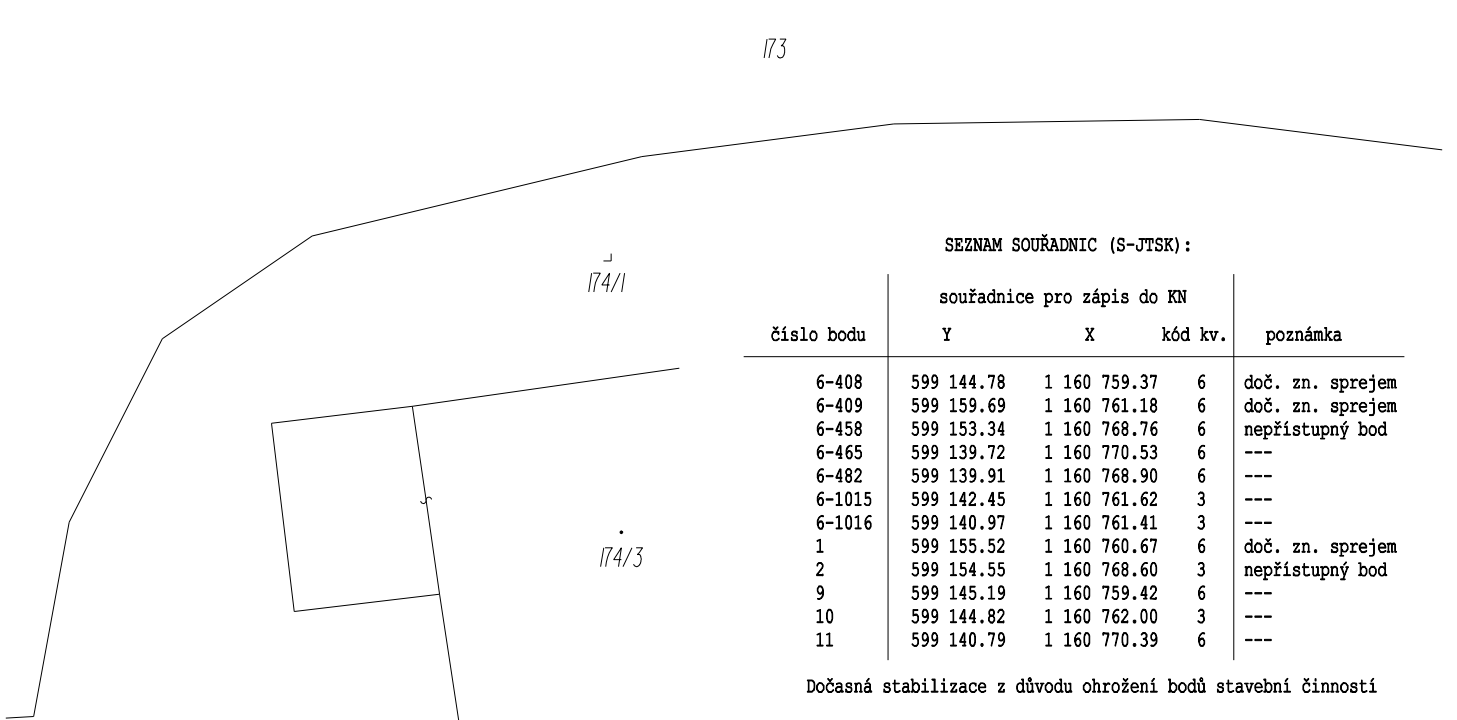 173
174/1
174/3
SEZNAM SOUŘADNIC (S-JTSK):
souřadnice pro zápis do KN
číslo bodu Y X kód kv. poznámka
6-408 599 144.78 1 160 759.37 6 doč. zn. sprejem
6-409 599 159.69 1 160 761.18 6 doč. zn. sprejem
6-458 599 153.34 1 160 768.76 6 nepřístupný bod
6-465 599 139.72 1 160 770.53 6 ---
6-482 599 139.91 1 160 768.90 6 ---
6-1015 599 142.45 1 160 761.62 3 ---
6-1016 599 140.97 1 160 761.41 3 ---
1 599 155.52 1 160 760.67 6 doč. zn. sprejem
2 599 154.55 1 160 768.60 3 nepřístupný bod
9 599 145.19 1 160 759.42 6 ---
10 599 144.82 1 160 762.00 3 ---
11 599 140.79 1 160 770.39 6 ---
Dočasná stabilizace z důvodu ohrožení bodů stavební činností